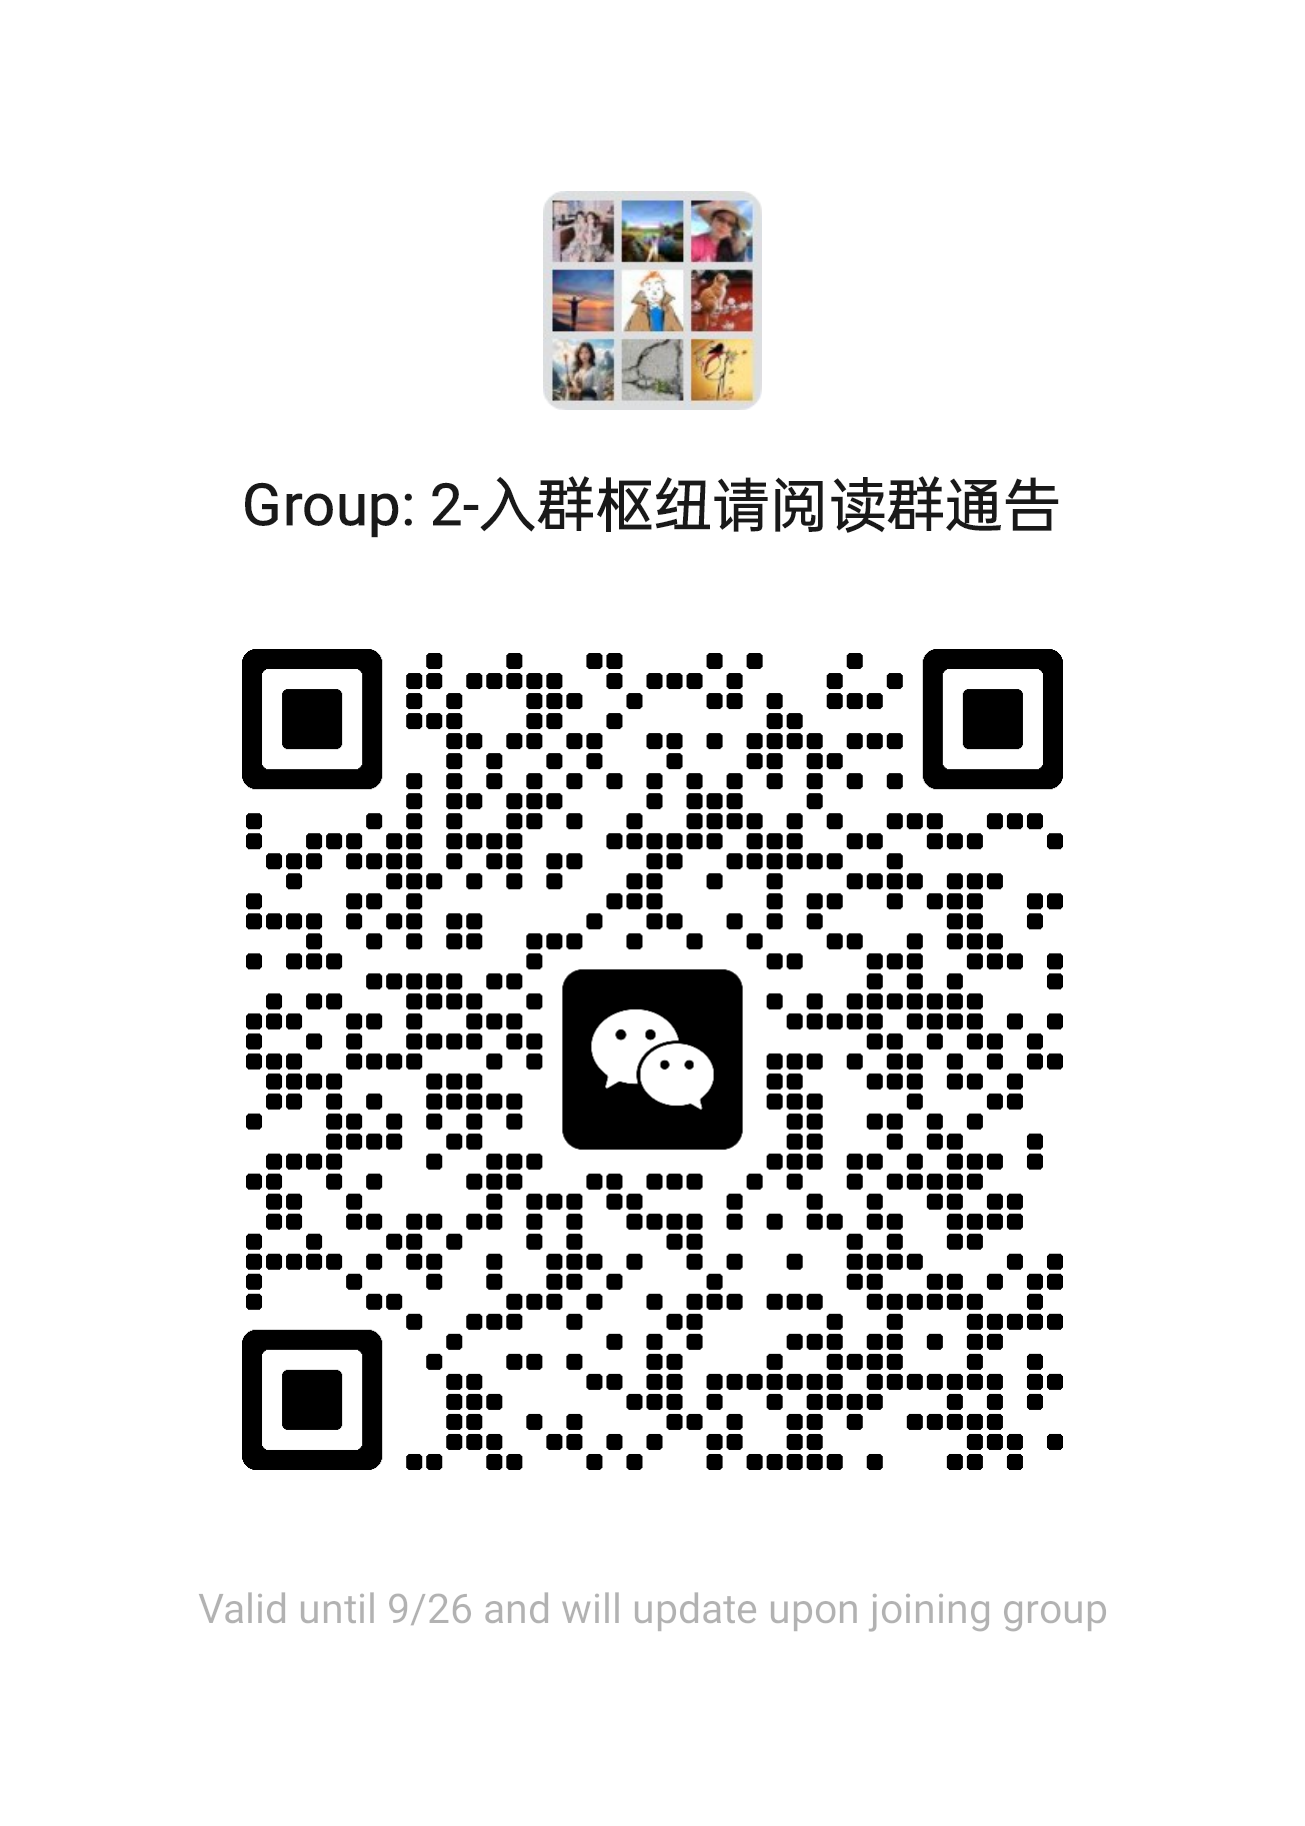 Group: 2-入群枢纽请阅读群通告
Valid until 9/26 and will update upon joining group